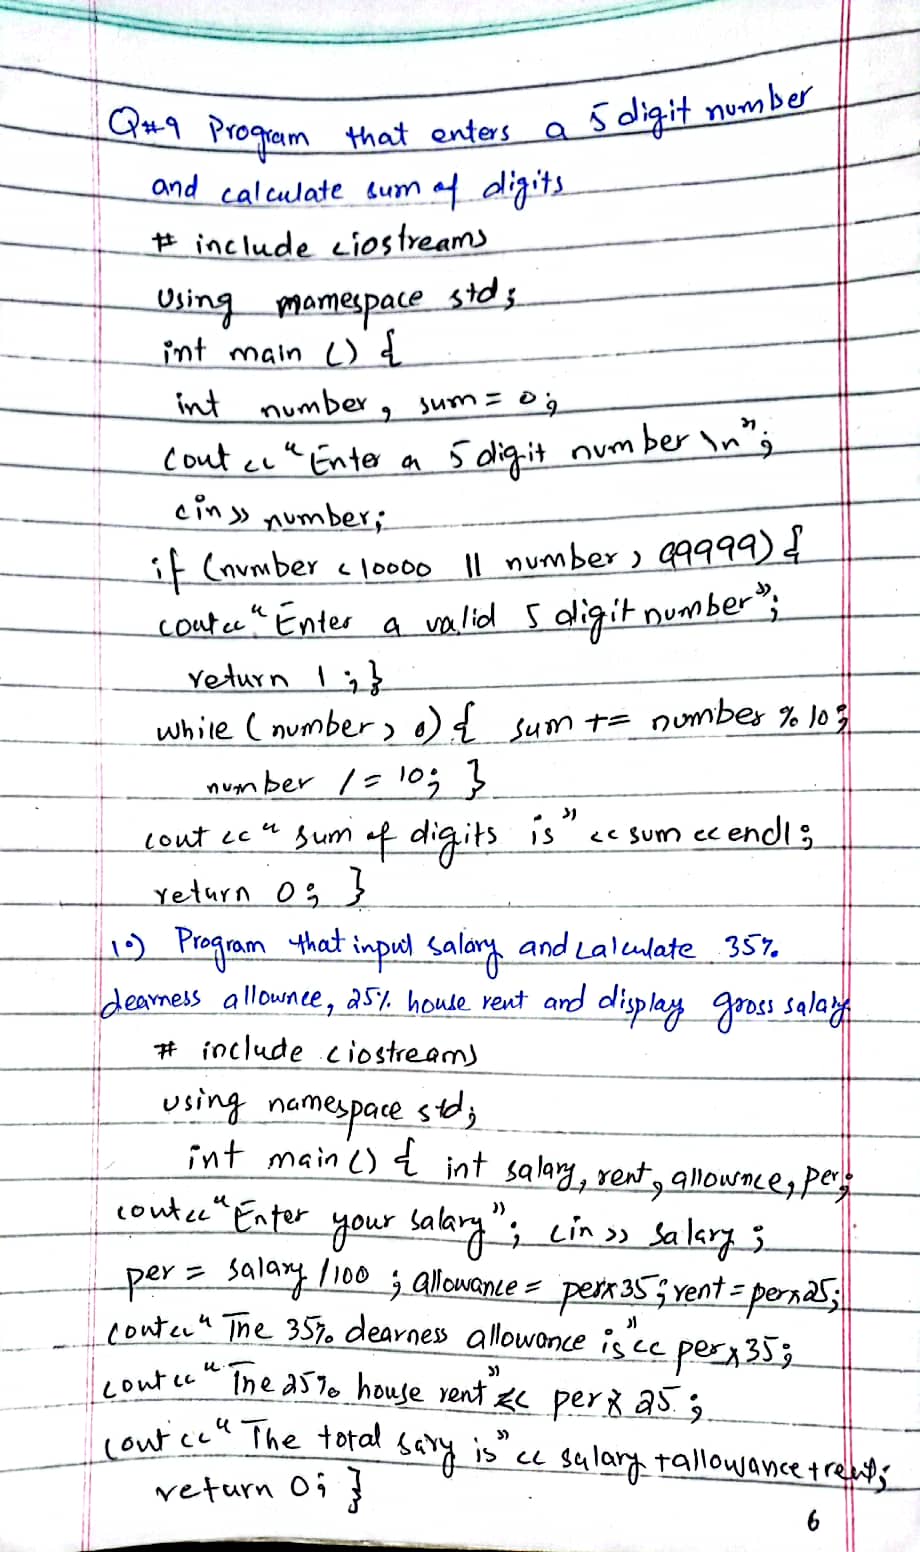 Q#9 Program that enters a 5 digit number
and calculate sum of digits
# include <iostream>
Using namespace std;
int main () {
int number, sum = 0;
cout << "Enter a 5 digit number \n";
cin >> number;
if (number < 10000 || number > 99999) {
cout << "Enter a valid 5 digit number";
return 1;}
while (number > 0) { sum += number % 10;
number /= 10; }
cout << "sum of digits is" << sum << endl;
return 0; }
10) Program that input salary and calculate 35%
dearness allownce, 25% house rent and display gross salary
# include <iostream>
using namespace std;
int main() { int salary, rent, allownce, per;
cout << "Enter your salary"; cin >> salary;
per = salary /100 ; allowance = per*35; rent = per*25;
cout << "The 35% dearness allowance is" << per*35;
cout << "The 25% house rent" << per * 25 ;
cout << "The total sary is" << salary + allowance + rent;
return 0; }
6